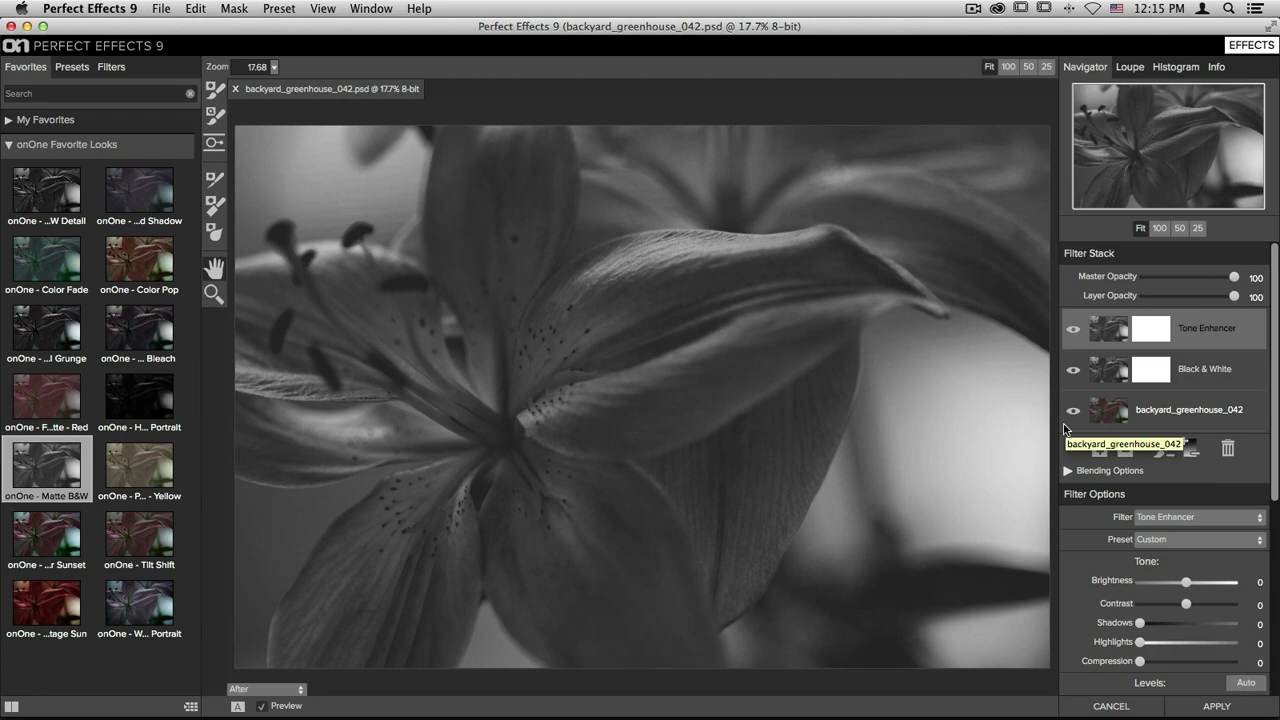 Perfect Effects 9 File Edit Mask Preset View Window Help 12:15 PM
Perfect Effects 9 (backyard_greenhouse_042.psd @ 17.7% 8-bit)
on PERFECT EFFECTS 9 EFFECTS
Favorites Presets Filters
Zoom 17.68 Fit 100 50 25
Navigator Loupe Histogram Info
Search
X backyard_greenhouse_042.psd @ 17.7% 8-bit
My Favorites
onOne Favorite Looks
onOne - ...W Detail onOne - ...d Shadow
onOne - Color Fade onOne - Color Pop
onOne - ...l Grunge onOne - ... Bleach
onOne - F...tte - Red onOne - H... Portrait
onOne - Matte B&W onOne - P... - Yellow
onOne - ...r Sunset onOne - Tilt Shift
onOne - ...tage Sun onOne - W... Portrait
Fit 100 50 25
Filter Stack
Master Opacity 100
Layer Opacity 100
Tone Enhancer
Black & White
backyard_greenhouse_042
backyard_greenhouse_042
Blending Options
Filter Options
Filter Tone Enhancer
Preset Custom
Tone:
Brightness 0
Contrast 0
Shadows 0
Highlights 0
Compression 0
Levels: Auto
After
A Preview
CANCEL APPLY